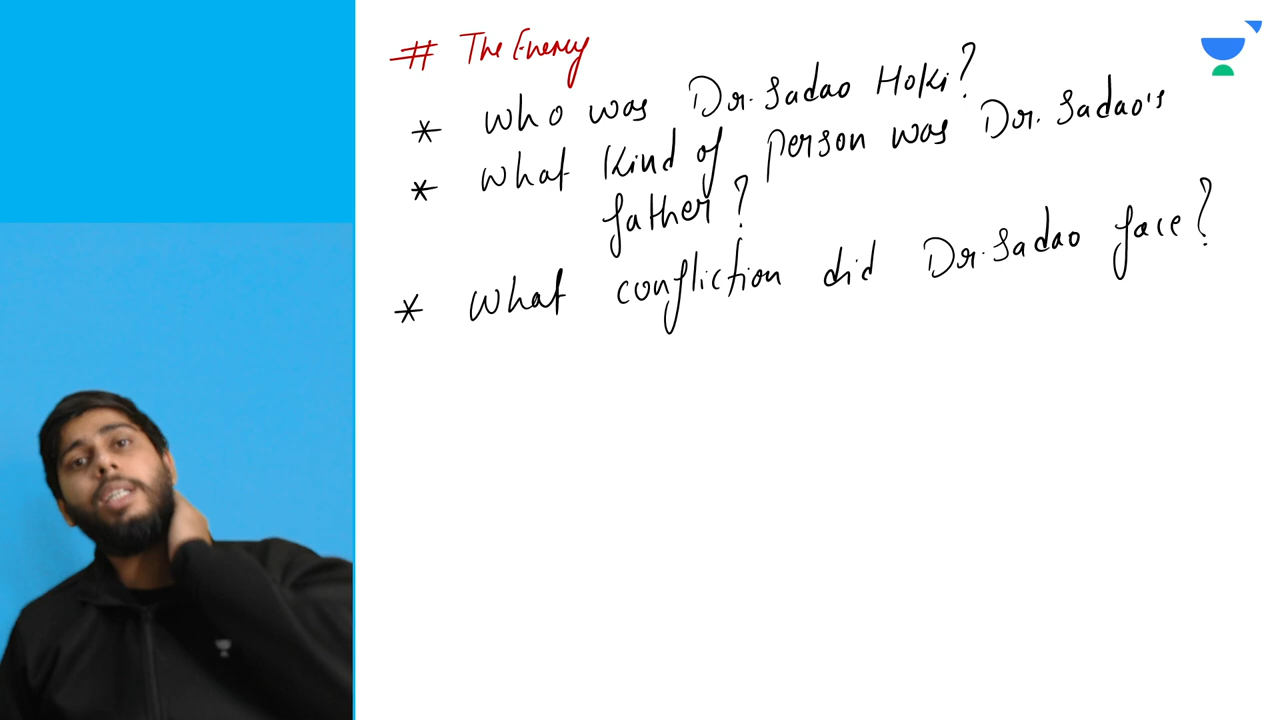 # The Enemy
* Who was Dr. Sadao Hoki?
* What kind of person was Dr. Sadao's
father?
* What confliction did Dr. Sadao face?